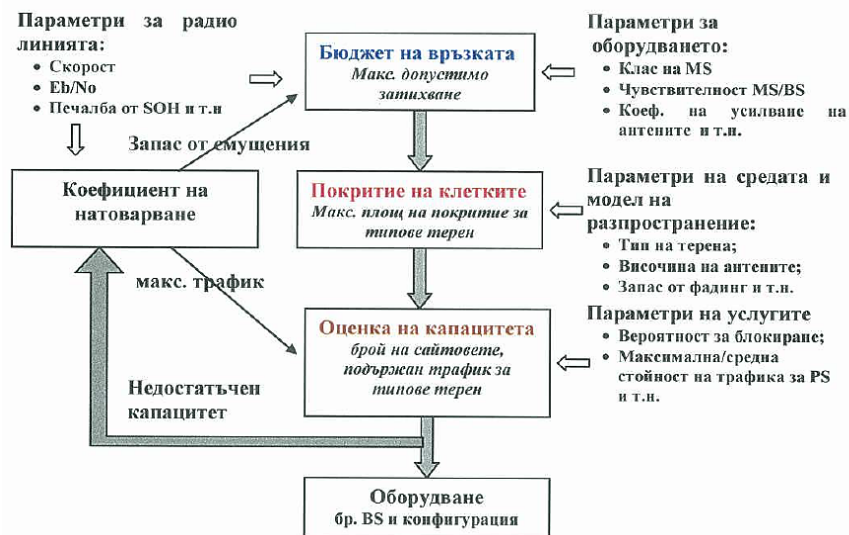 Параметри за радио
линията:
• Скорост
• Eb/No
• Печалба от SOH и т.н
Бюджет на връзката
Макс. допустимо
затихване
Параметри за
оборудването:
• Клас на MS
• Чувствителност MS/BS
• Коеф. на усилване на
антените и т.н.
Запас от смущения
Коефициент на
натоварване
Покритие на клетките
Макс. площ на покритие за
типове терен
Параметри на средата и
модел на
разпространение:
• Тип на терена;
• Височина на антените;
• Запас от фадинг и т.н.
макс. трафик
Оценка на капацитета
брой на сайтовете,
подържан трафик за
типове терен
Параметри на услугите
• Вероятност за блокиране;
• Максимална/средна
стойност на трафика за PS
и т.н.
Недостатъчен
капацитет
Оборудване
бр. BS и конфигурация